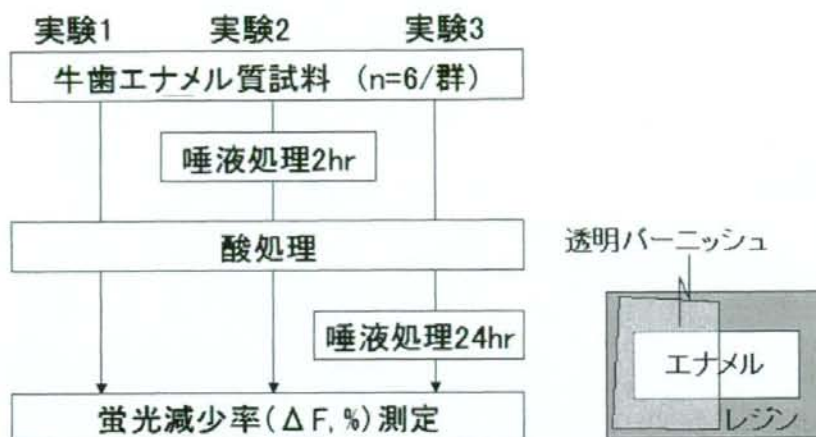 実験1 実験2 実験3
牛歯エナメル質試料 (n=6/群)
唾液処理2hr
酸処理
唾液処理24hr
蛍光減少率(ΔF,%)測定
透明バーニッシュ
エナメル
レジン